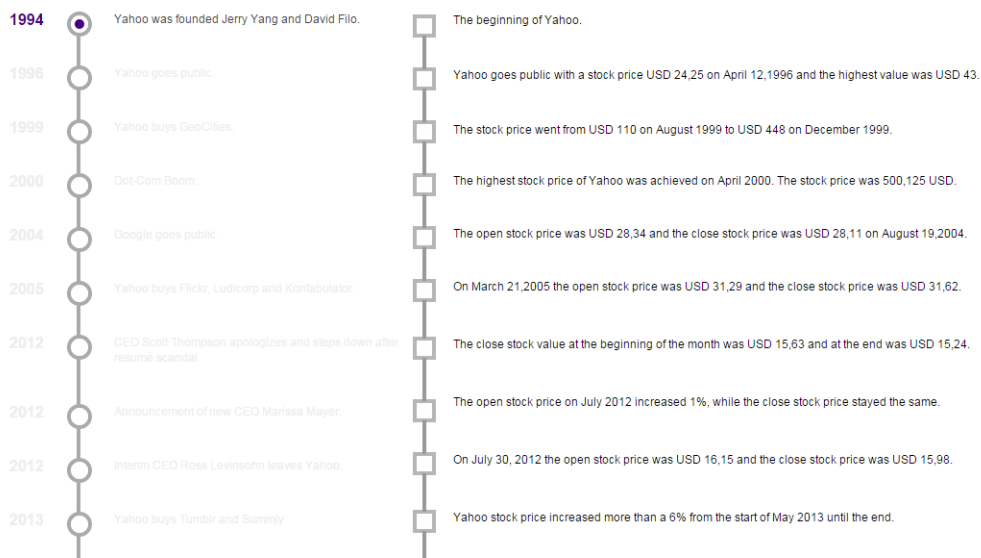 1994 Yahoo was founded Jerry Yang and David Filo. The beginning of Yahoo.
1996 Yahoo goes public. Yahoo goes public with a stock price USD 24,25 on April 12,1996 and the highest value was USD 43.
1999 Yahoo buys GeoCities. The stock price went from USD 110 on August 1999 to USD 448 on December 1999.
2000 Dot-Com Boom. The highest stock price of Yahoo was achieved on April 2000. The stock price was 500,125 USD.
2004 Google goes public. The open stock price was USD 28,34 and the close stock price was USD 28,11 on August 19,2004.
2005 Yahoo buys Flickr, Ludicorp and Konfabulator. On March 21,2005 the open stock price was USD 31,29 and the close stock price was USD 31,62.
2012 CEO Scott Thompson apologizes and steps down after
resumé scandal. The close stock value at the beginning of the month was USD 15,63 and at the end was USD 15,24.
2012 Announcement of new CEO Marissa Mayer. The open stock price on July 2012 increased 1%, while the close stock price stayed the same.
2012 Interim CEO Ross Levinsohn leaves Yahoo. On July 30, 2012 the open stock price was USD 16,15 and the close stock price was USD 15,98.
2013 Yahoo buys Tumblr and Summly. Yahoo stock price increased more than a 6% from the start of May 2013 until the end.